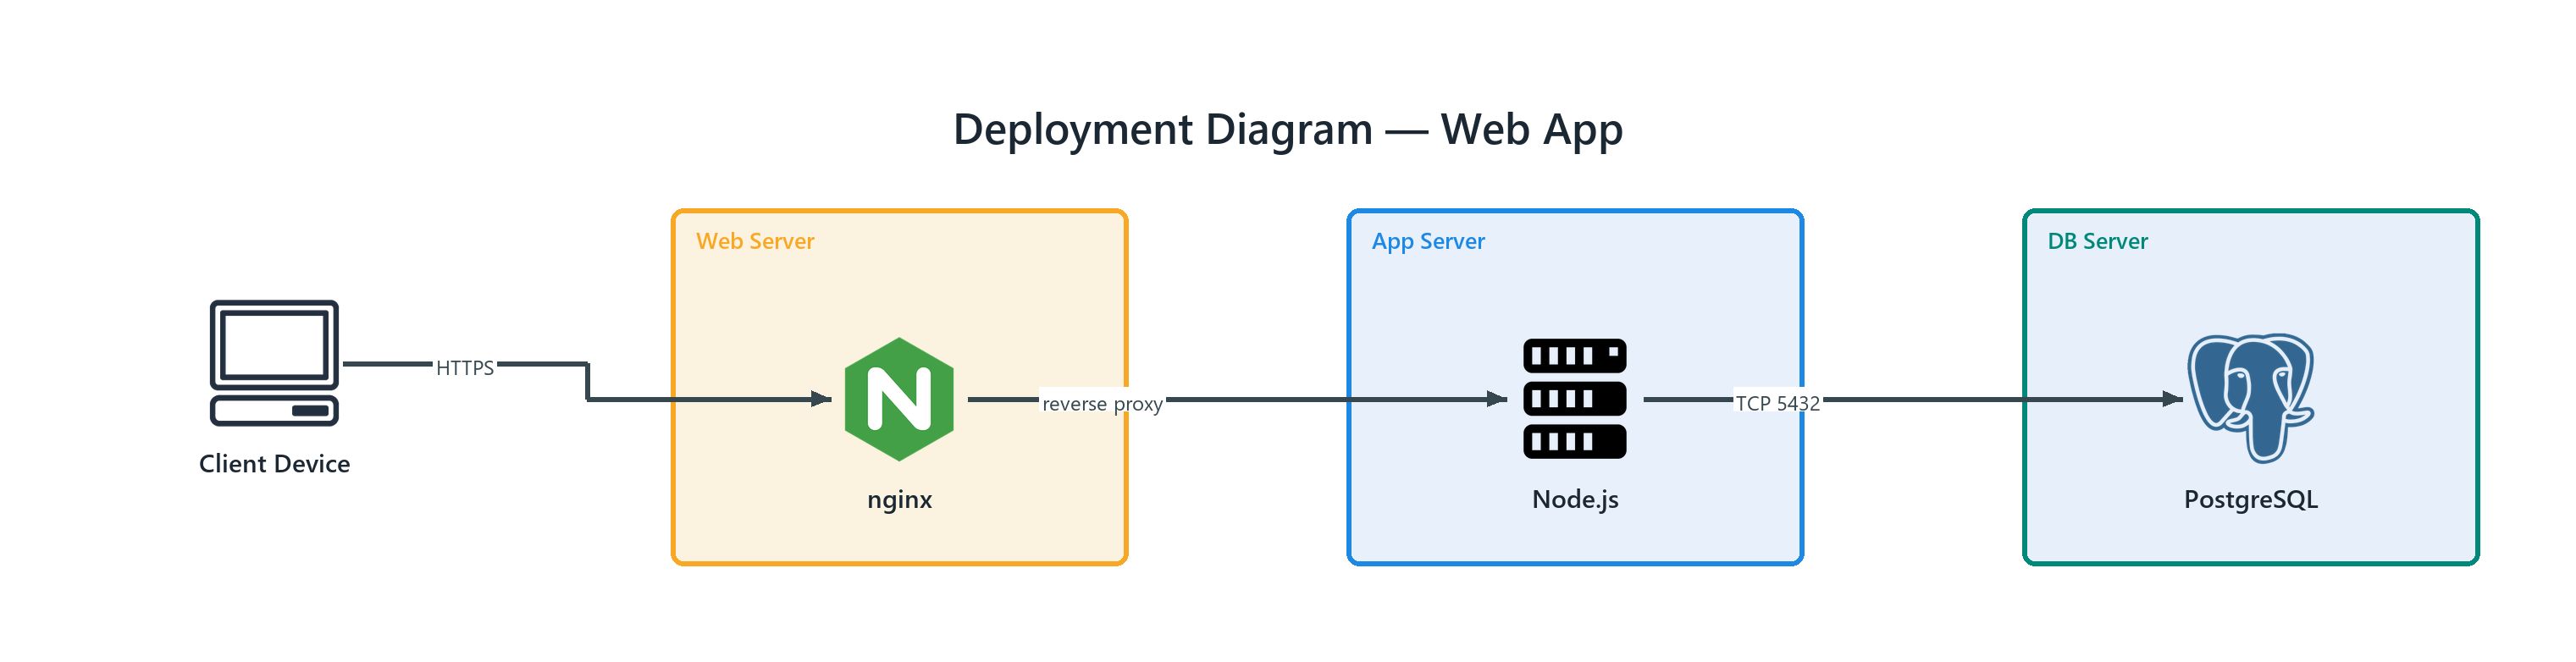 Deployment Diagram — Web App
Web Server
App Server
DB Server
HTTPS
reverse proxy
TCP 5432
Client Device
nginx
Node.js
PostgreSQL